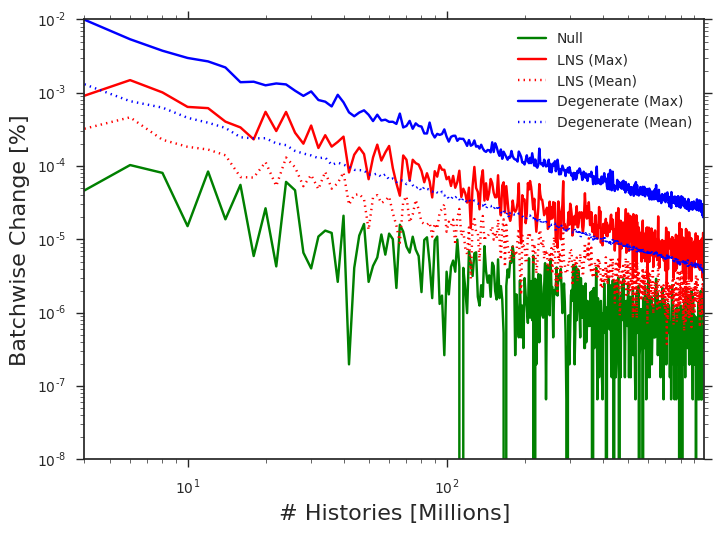 10^-2
10^-3
10^-4
10^-5
10^-6
10^-7
10^-8
Batchwise Change [%]
Null
LNS (Max)
LNS (Mean)
Degenerate (Max)
Degenerate (Mean)
10^1
10^2
# Histories [Millions]